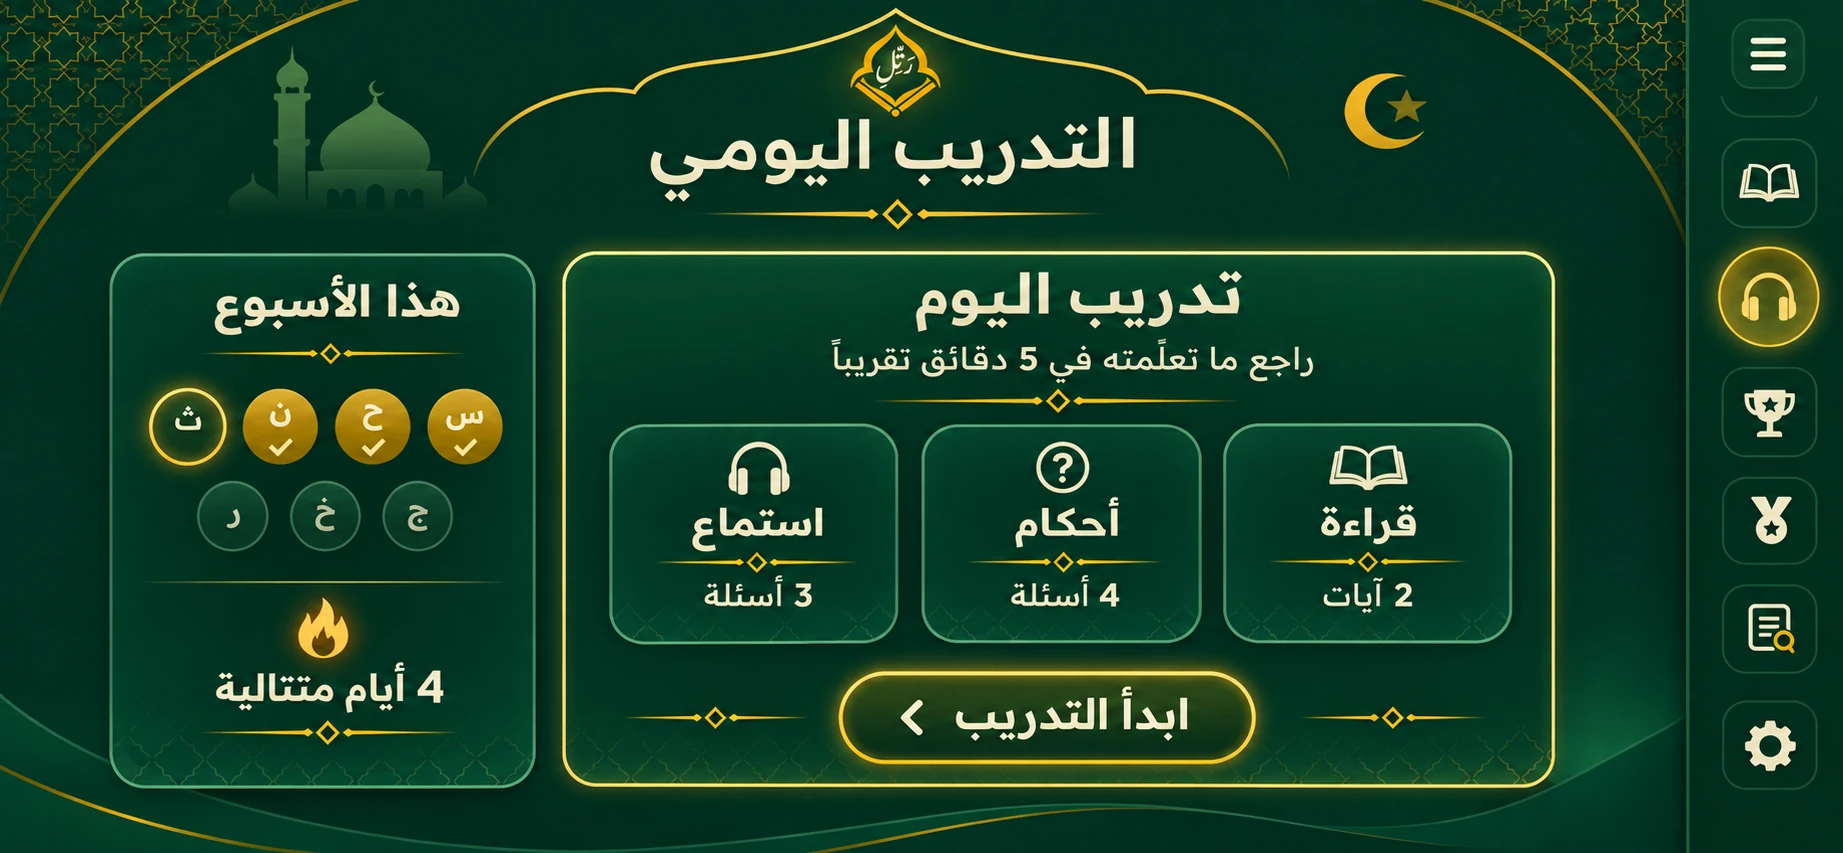 رَتِّلِ
التدريب اليومي
تدريب اليوم
راجع ما تعلّمته في 5 دقائق تقريباً
قراءة
2 آيات
أحكام
4 أسئلة
استماع
3 أسئلة
ابدأ التدريب
هذا الأسبوع
س ح ن ث
ج خ ر
4 أيام متتالية